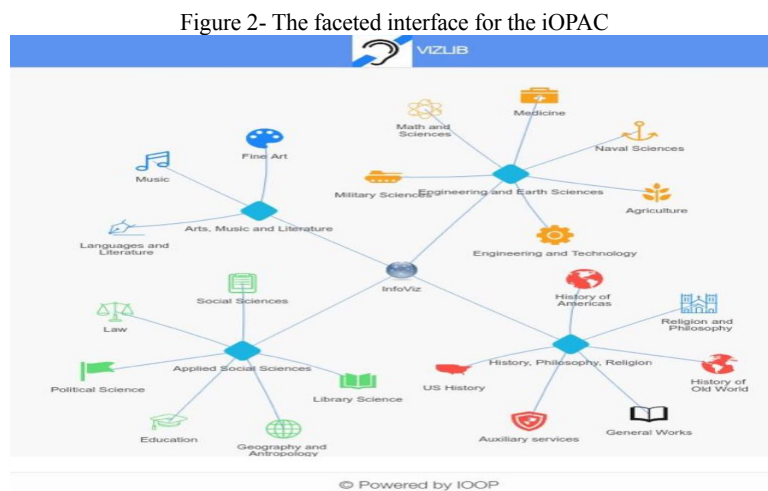 Figure 2- The faceted interface for the iOPAC
VIZLIB
Medicine
Math and
Sciences
Naval Sciences
Fine Art
Music
Military Sciences
Engineering and Earth Sciences
Agriculture
Arts, Music and Literature
Languages and
Literature
Engineering and Technology
InfoViz
Social Sciences
History of
Americas
Religion and
Philosophy
Law
Applied Social Sciences
History, Philosophy, Religion
Political Science
Library Science
US History
History of
Old World
Education
Geography and
Antropology
Auxiliary services
General Works
© Powered by IOOP